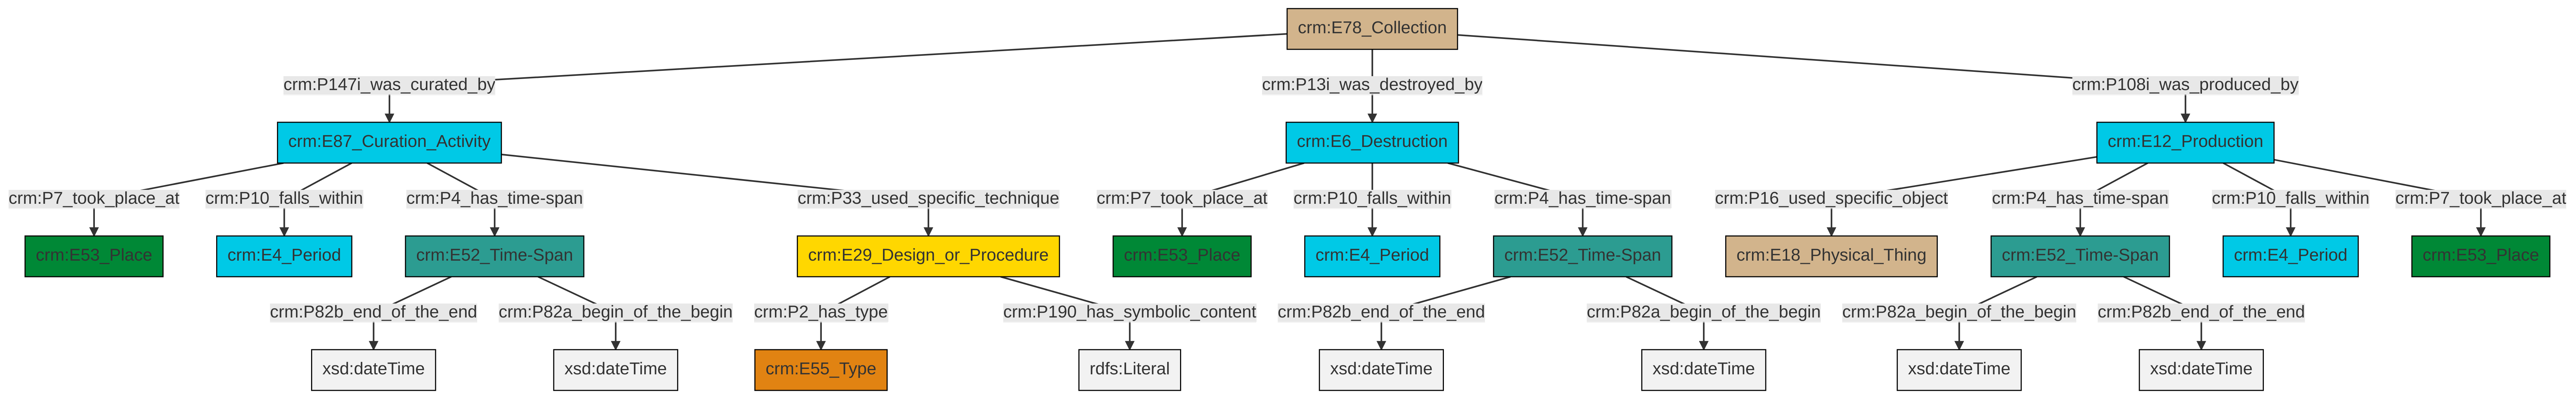 crm:E78_Collection
crm:P147i_was_curated_by
crm:P13i_was_destroyed_by
crm:P108i_was_produced_by
crm:E87_Curation_Activity
crm:E6_Destruction
crm:E12_Production
crm:P7_took_place_at
crm:P10_falls_within
crm:P4_has_time-span
crm:P33_used_specific_technique
crm:P7_took_place_at
crm:P10_falls_within
crm:P4_has_time-span
crm:P16_used_specific_object
crm:P4_has_time-span
crm:P10_falls_within
crm:P7_took_place_at
crm:E53_Place
crm:E4_Period
crm:E52_Time-Span
crm:E29_Design_or_Procedure
crm:E53_Place
crm:E4_Period
crm:E52_Time-Span
crm:E18_Physical_Thing
crm:E52_Time-Span
crm:E4_Period
crm:E53_Place
crm:P82b_end_of_the_end
crm:P82a_begin_of_the_begin
crm:P2_has_type
crm:P190_has_symbolic_content
crm:P82b_end_of_the_end
crm:P82a_begin_of_the_begin
crm:P82a_begin_of_the_begin
crm:P82b_end_of_the_end
xsd:dateTime
xsd:dateTime
crm:E55_Type
rdfs:Literal
xsd:dateTime
xsd:dateTime
xsd:dateTime
xsd:dateTime